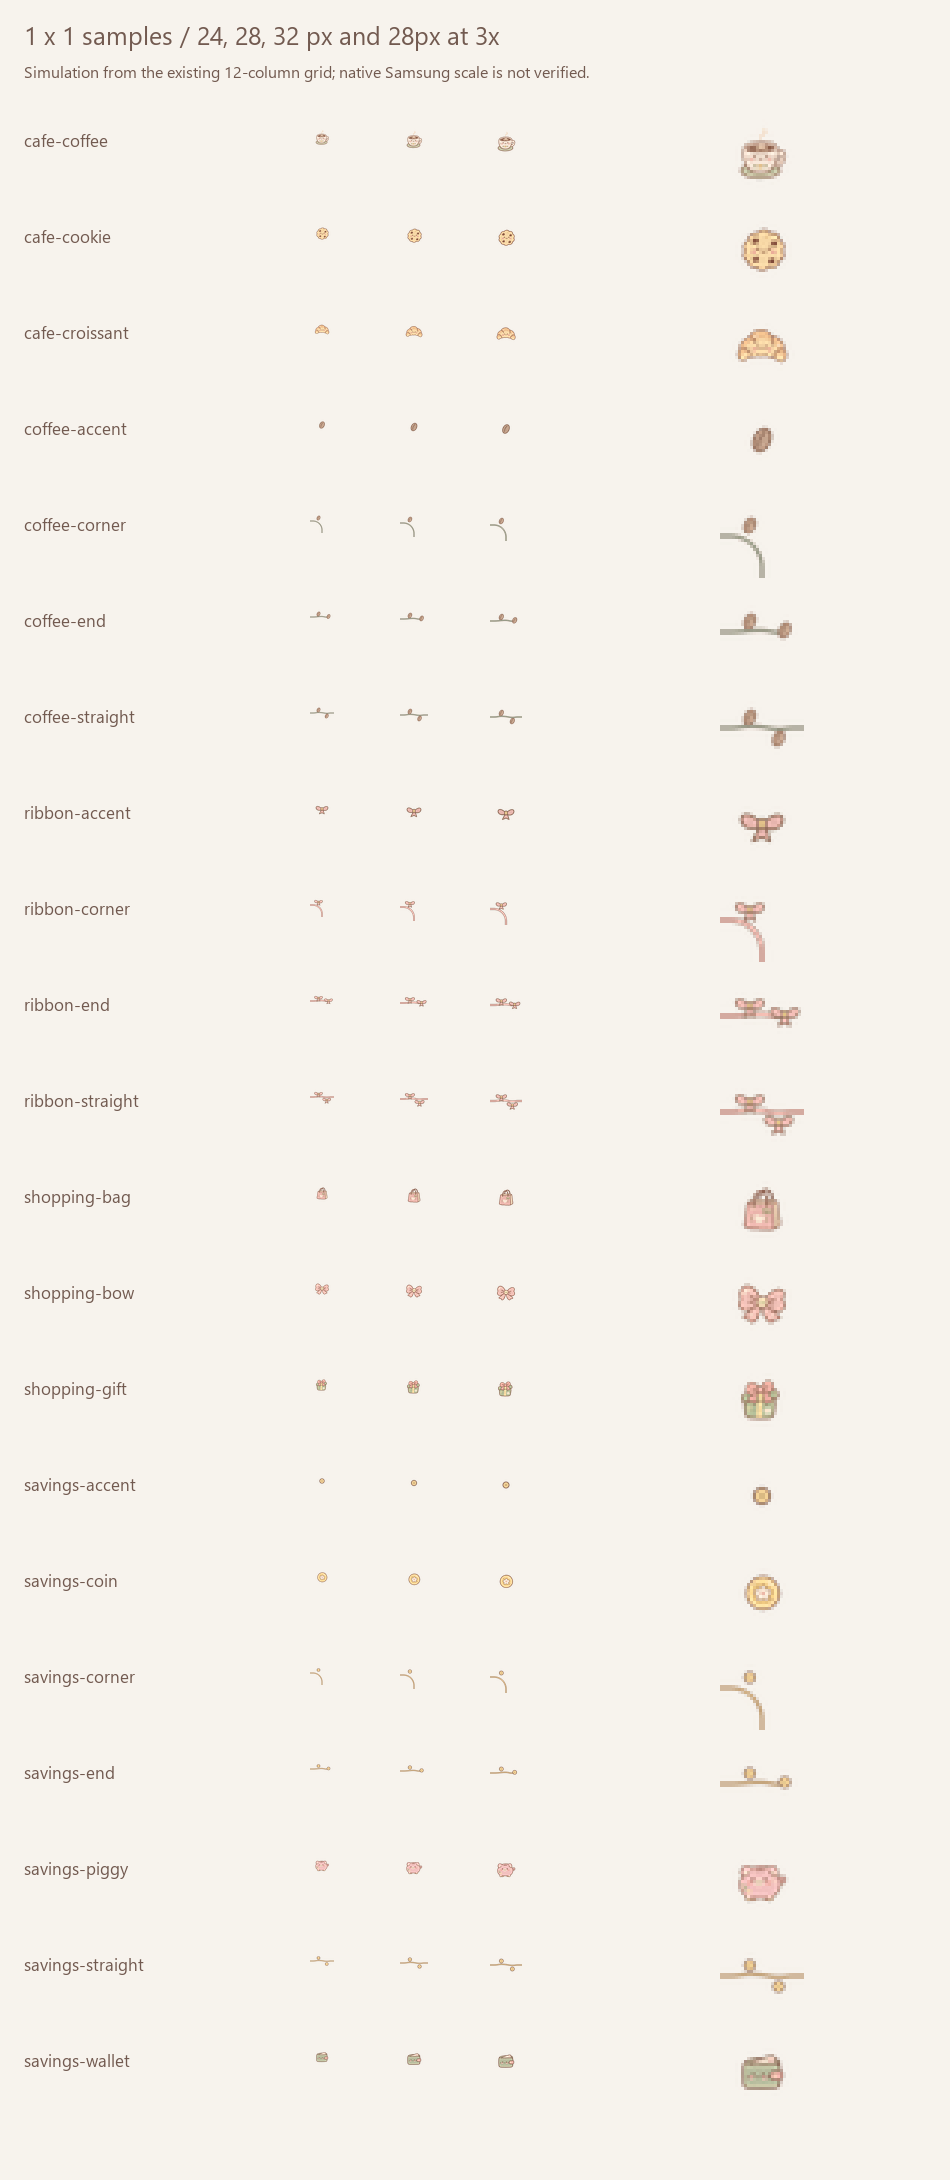 1 x 1 samples / 24, 28, 32 px and 28px at 3x
Simulation from the existing 12-column grid; native Samsung scale is not verified.
cafe-coffee
cafe-cookie
cafe-croissant
coffee-accent
coffee-corner
coffee-end
coffee-straight
ribbon-accent
ribbon-corner
ribbon-end
ribbon-straight
shopping-bag
shopping-bow
shopping-gift
savings-accent
savings-coin
savings-corner
savings-end
savings-piggy
savings-straight
savings-wallet